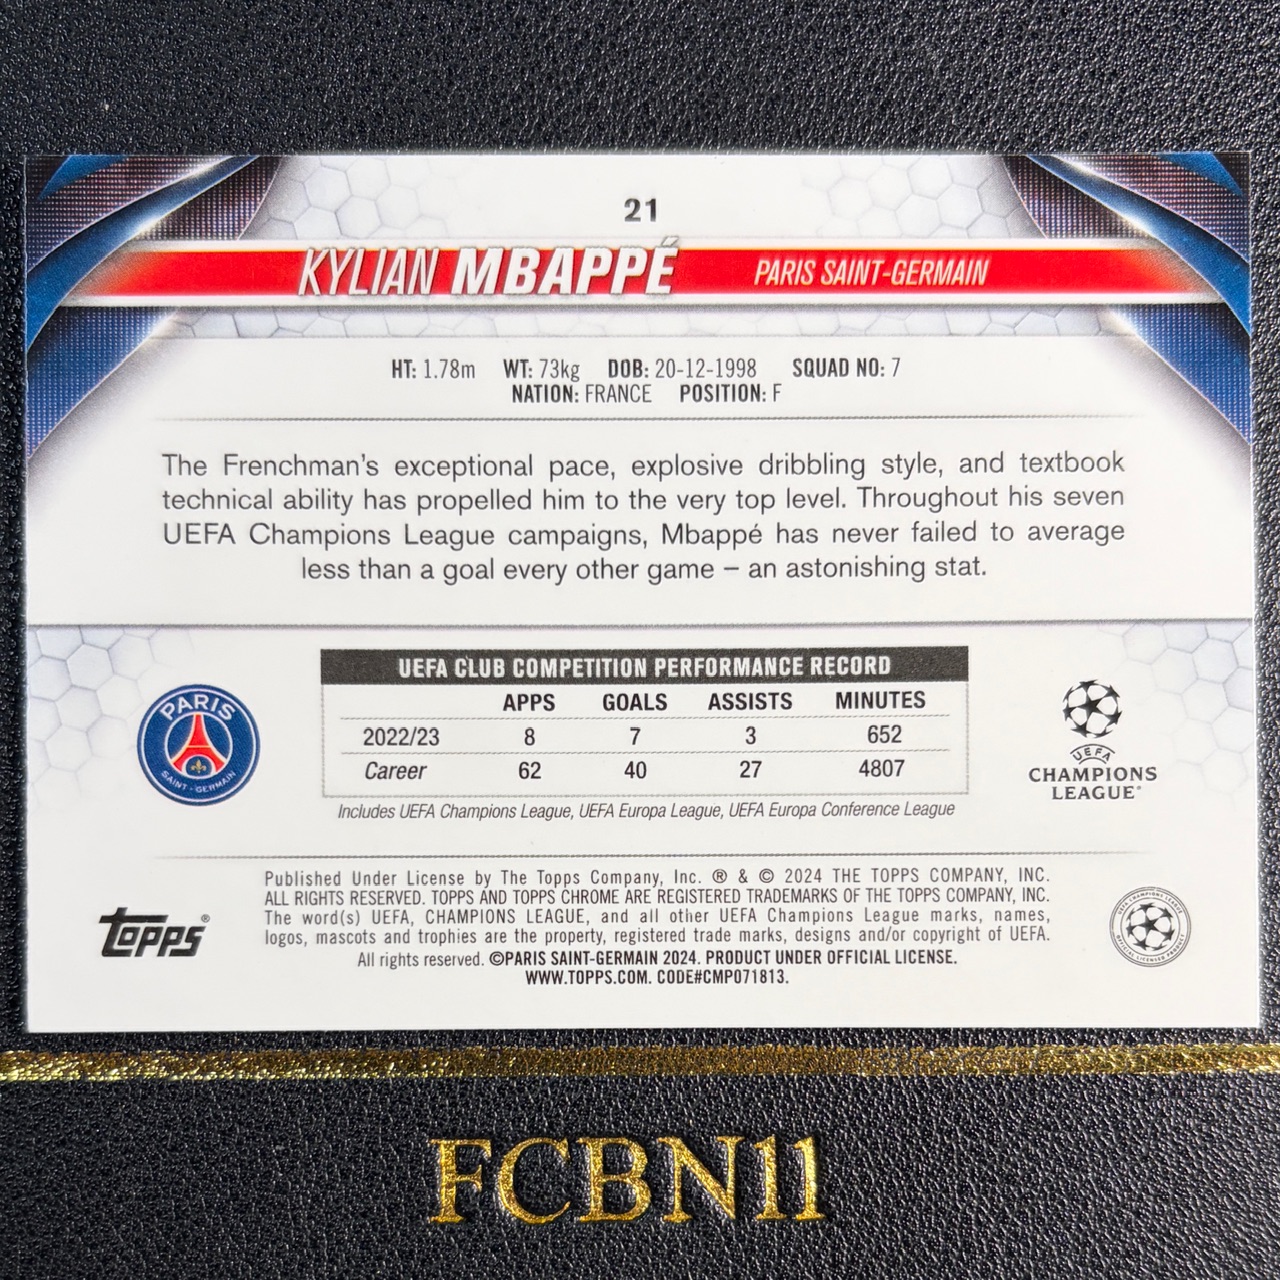 21
KYLIAN MBAPPÉ PARIS SAINT-GERMAIN
HT: 1.78m WT: 73kg DOB: 20-12-1998 SQUAD NO: 7
NATION: FRANCE POSITION: F
The Frenchman's exceptional pace, explosive dribbling style, and textbook
technical ability has propelled him to the very top level. Throughout his seven
UEFA Champions League campaigns, Mbappé has never failed to average
less than a goal every other game – an astonishing stat.
UEFA CLUB COMPETITION PERFORMANCE RECORD
APPS GOALS ASSISTS MINUTES
2022/23 8 7 3 652
Career 62 40 27 4807
Includes UEFA Champions League, UEFA Europa League, UEFA Europa Conference League
PARIS
SAINT-GERMAIN
UEFA
CHAMPIONS
LEAGUE®
Topps®
Published Under License by The Topps Company, Inc. ® & © 2024 THE TOPPS COMPANY, INC.
ALL RIGHTS RESERVED. TOPPS AND TOPPS CHROME ARE REGISTERED TRADEMARKS OF THE TOPPS COMPANY, INC.
The word(s) UEFA, CHAMPIONS LEAGUE, and all other UEFA Champions League marks, names,
logos, mascots and trophies are the property, registered trade marks, designs and/or copyright of UEFA.
All rights reserved. ©PARIS SAINT-GERMAIN 2024. PRODUCT UNDER OFFICIAL LICENSE.
WWW.TOPPS.COM. CODE#CMP071813.
UEFA CHAMPIONS LEAGUE
OFFICIAL LICENSED PRODUCT
FCBN11